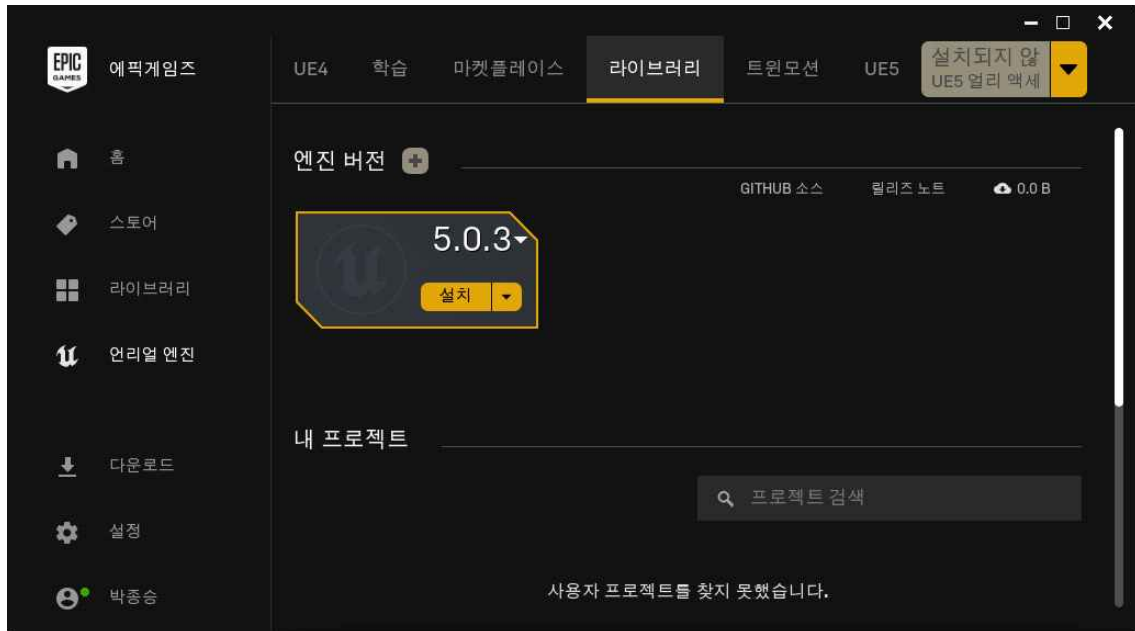 EPIC
GAMES
에픽게임즈
UE4
학습
마켓플레이스
라이브러리
트윈모션
UE5
설치되지 않
UE5 얼리 액세
홈
스토어
라이브러리
언리얼 엔진
다운로드
설정
박종승
엔진 버전
GITHUB 소스
릴리즈 노트
0.0 B
5.0.3
설치
내 프로젝트
프로젝트 검색
사용자 프로젝트를 찾지 못했습니다.